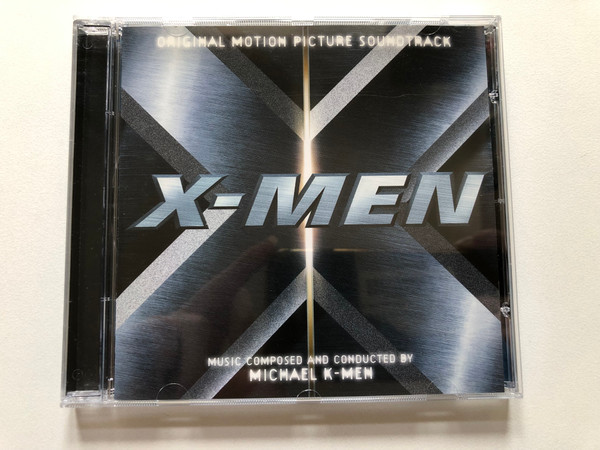 ORIGINAL MOTION PICTURE SOUNDTRACK
X-MEN
MUSIC COMPOSED AND CONDUCTED BY
MICHAEL K-MEN